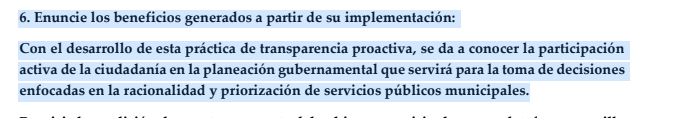 6. Enuncie los beneficios generados a partir de su implementación:
Con el desarrollo de esta práctica de transparencia proactiva, se da a conocer la participación
activa de la ciudadanía en la planeación gubernamental que servirá para la toma de decisiones
enfocadas en la racionalidad y priorización de servicios públicos municipales.